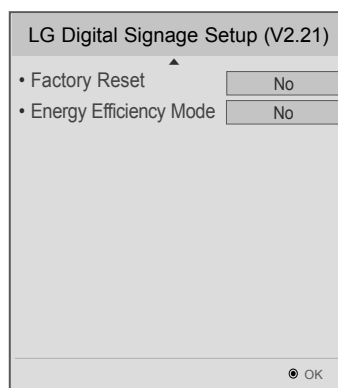 LG Digital Signage Setup (V2.21)
• Factory Reset No
• Energy Efficiency Mode No
OK